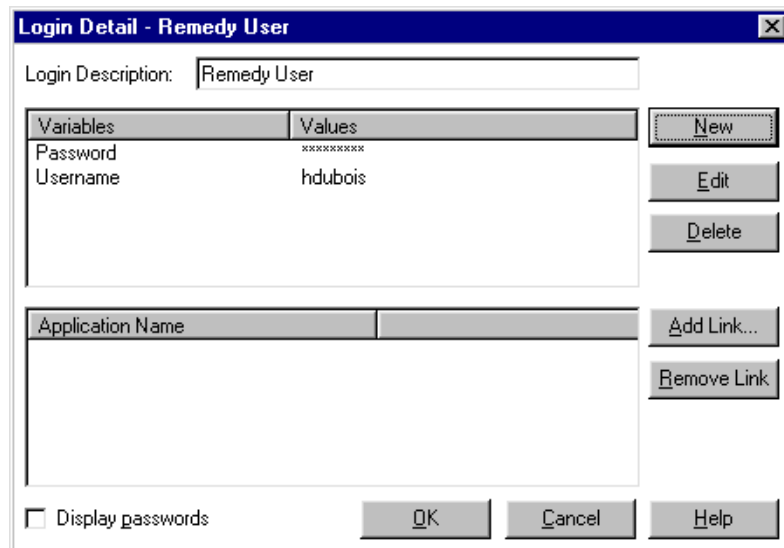 Login Detail - Remedy User
Login Description: Remedy User
Variables Values
Password xxxxxxxxx
Username hdubois
New
Edit
Delete
Application Name
Add Link...
Remove Link
Display passwords OK Cancel Help